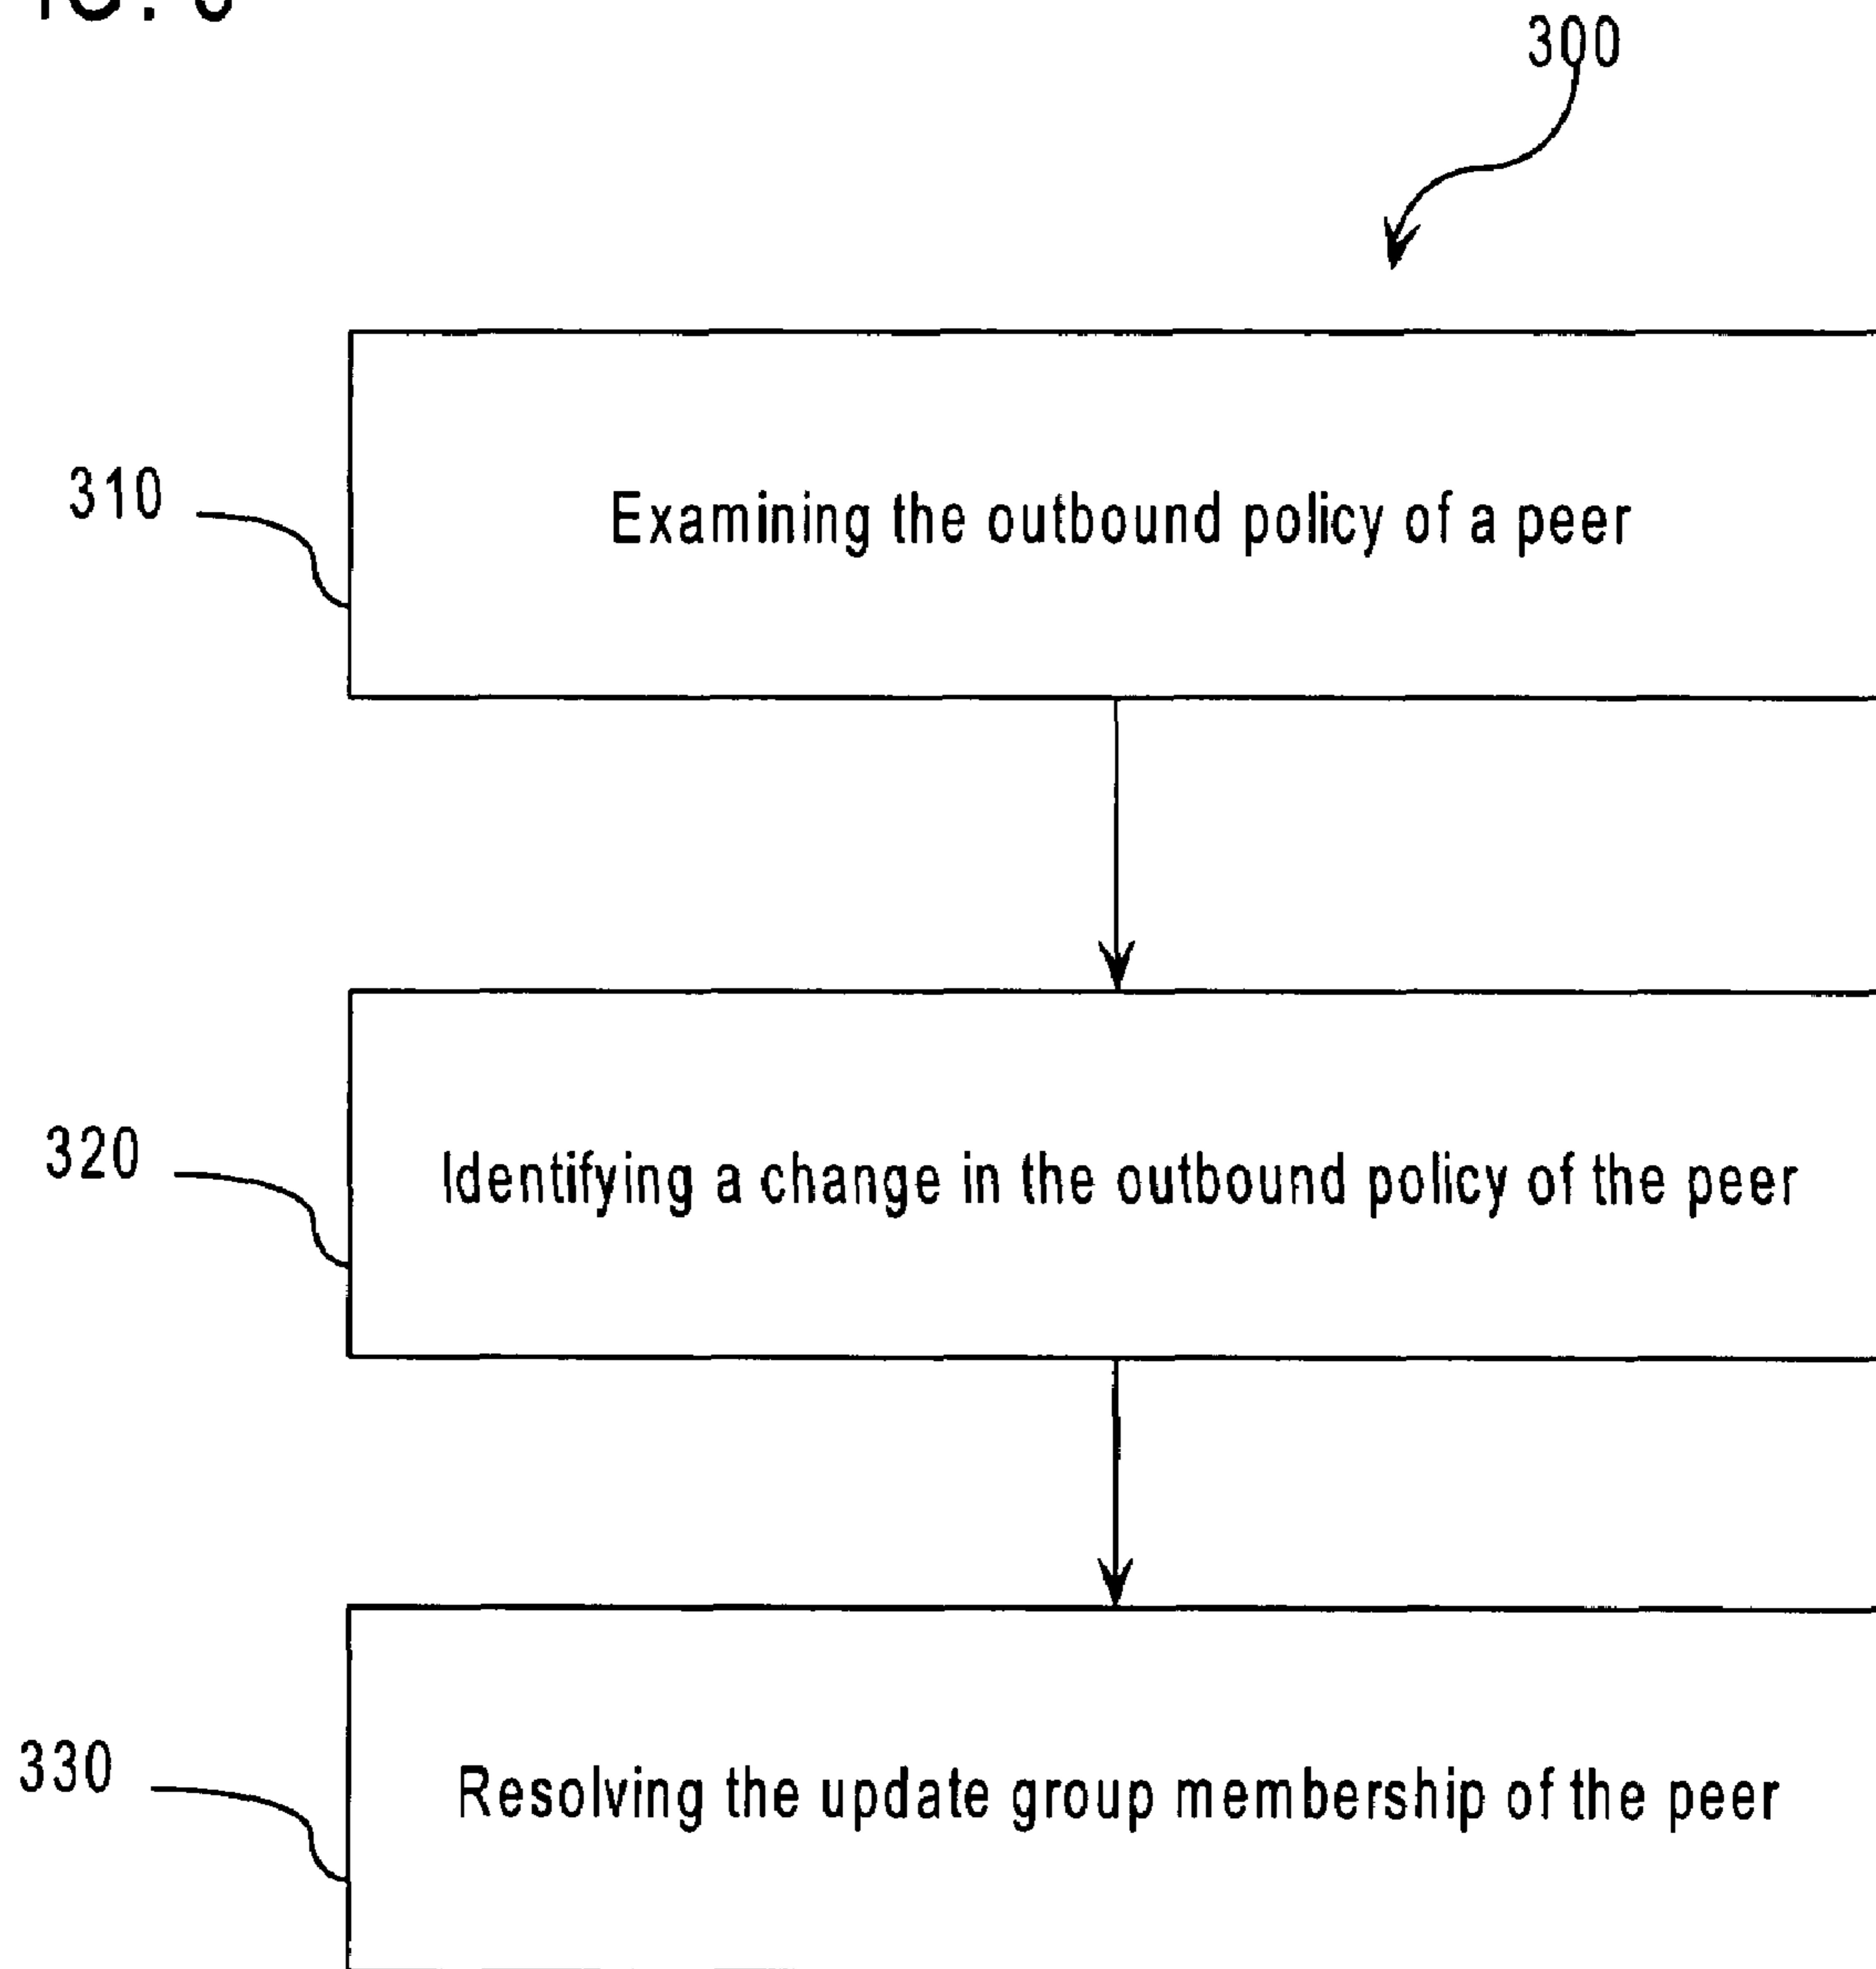 300
310
Examining the outbound policy of a peer
320
Identifying a change in the outbound policy of the peer
330
Resolving the update group membership of the peer